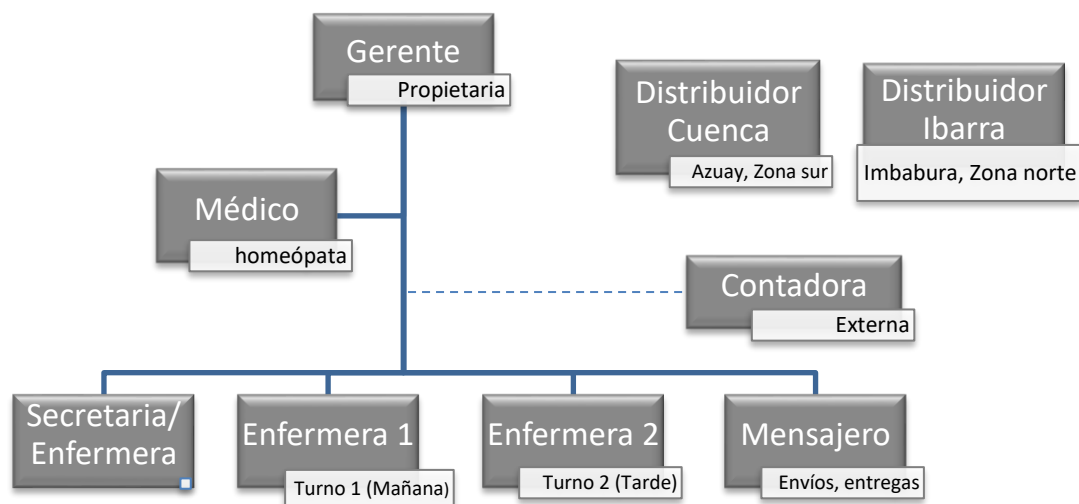 Gerente
Propietaria
Distribuidor
Cuenca
Azuay, Zona sur
Distribuidor
Ibarra
Imbabura, Zona norte
Médico
homeópata
Contadora
Externa
Secretaria/
Enfermera
Enfermera 1
Turno 1 (Mañana)
Enfermera 2
Turno 2 (Tarde)
Mensajero
Envíos, entregas